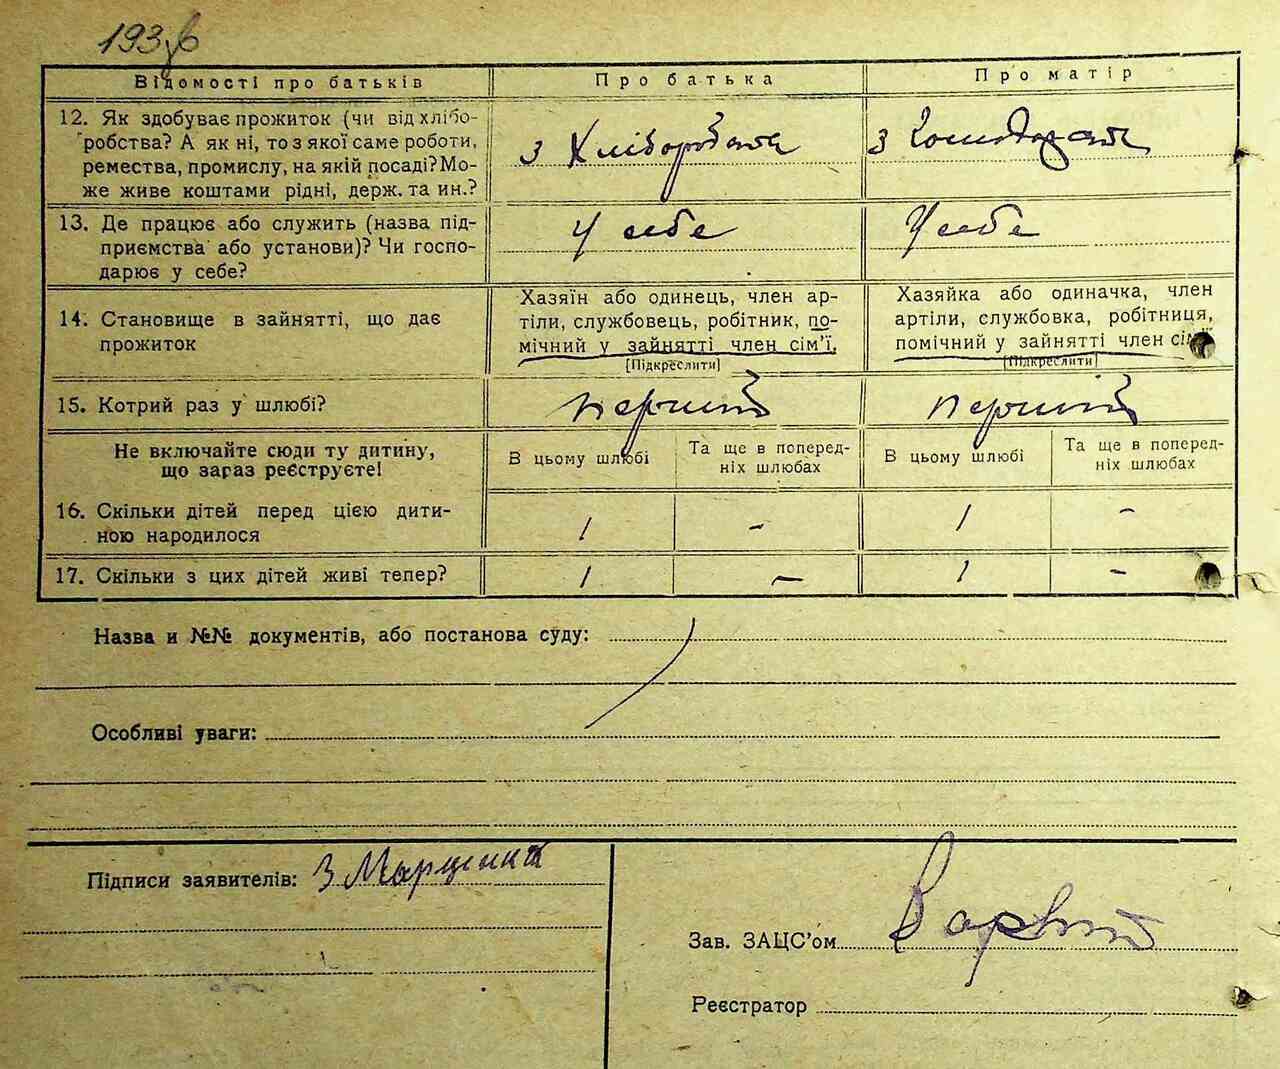 193
Відомості про батьків
Про батька
Про матір
12. Як здобуває прожиток (чи від хлібо-
робства? А як ні, то з якої саме роботи,
ремества, промислу, на якій посаді? Мо-
же живе коштами рідні, держ. та ин.?
з Хліборобства
з
13. Де працює або служить (назва під-
приємства або установи)? Чи госпо-
дарює у себе?
У себе
У себе
14. Становище в зайнятті, що дає
прожиток
Хазяїн або одинець, член ар-
тіли, службовець, робітник, по-
мічний у зайнятті член сім'ї.
[Підкреслити]
Хазяйка або одиначка, член
артіли, службовка, робітниця,
помічний у зайнятті член сім'ї
[Підкреслити]
15. Котрий раз у шлюбі?
перший
перший
Не включайте сюди ту дитину,
що загаз реєструєте!
В цьому шлюбі
Та ще в поперед-
ніх шлюбах
В цьому шлюбі
Та ще в поперед-
ніх шлюбах
16. Скільки дітей перед цією дити-
ною народилося
1
-
1
-
17. Скільки з цих дітей живі тепер?
1
-
1
-
Назва и №№ документів, або постанова суду:
Особливі уваги:
Підписи заявителів: З
Зав. ЗАЦС'ом
Реєстратор